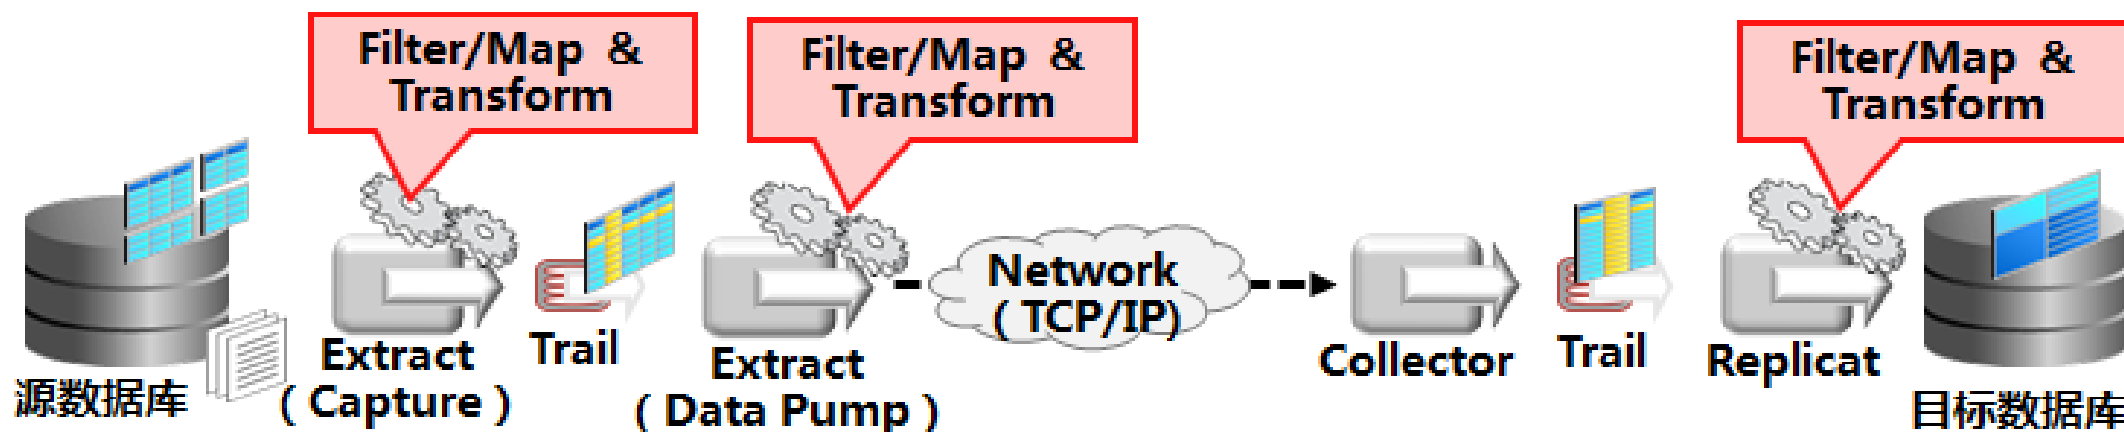 Filter/Map &
Transform
Filter/Map &
Transform
Filter/Map &
Transform
源数据库
Extract
( Capture )
Trail
Extract
( Data Pump )
Network
( TCP/IP)
Collector
Trail
Replicat
目标数据库